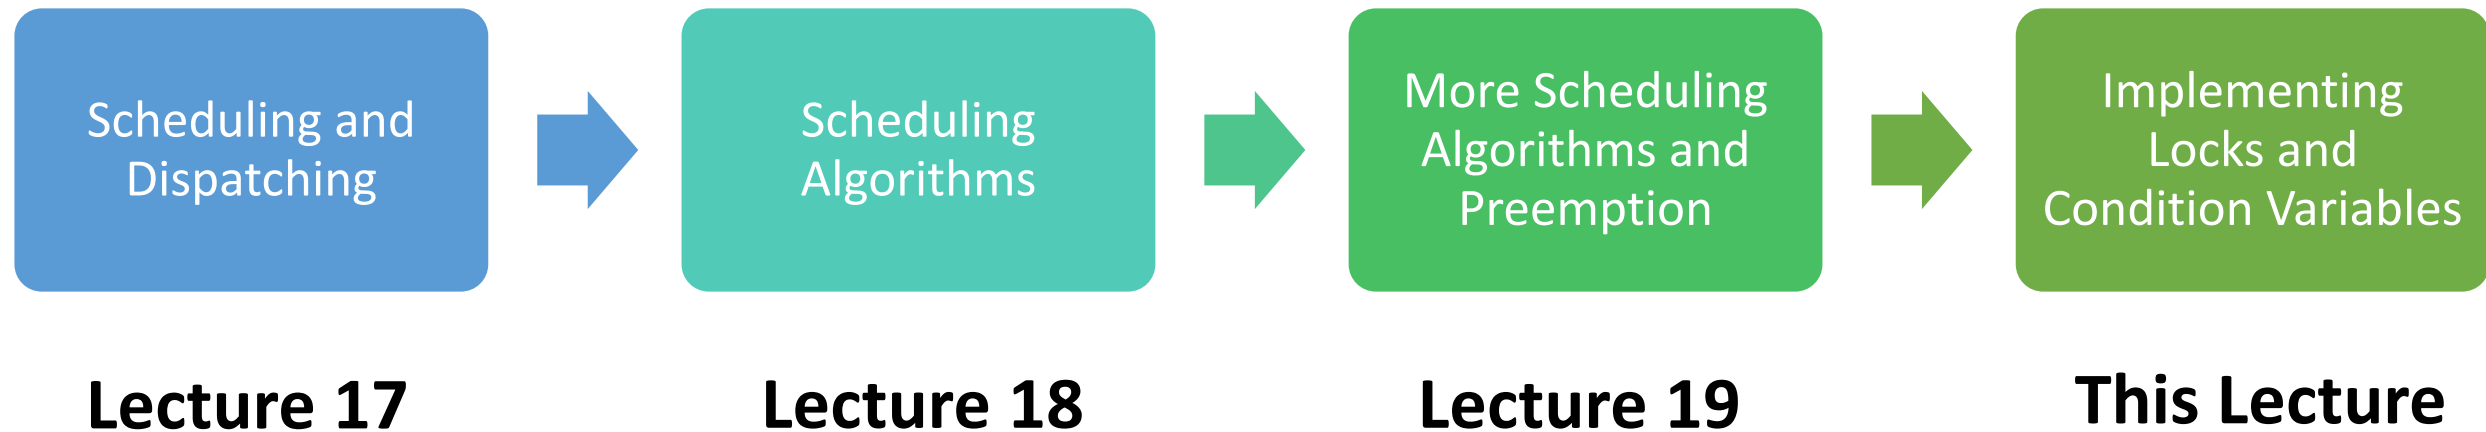 Scheduling and
Dispatching
Scheduling
Algorithms
More Scheduling
Algorithms and
Preemption
Implementing
Locks and
Condition Variables
Lecture 17
Lecture 18
Lecture 19
This Lecture